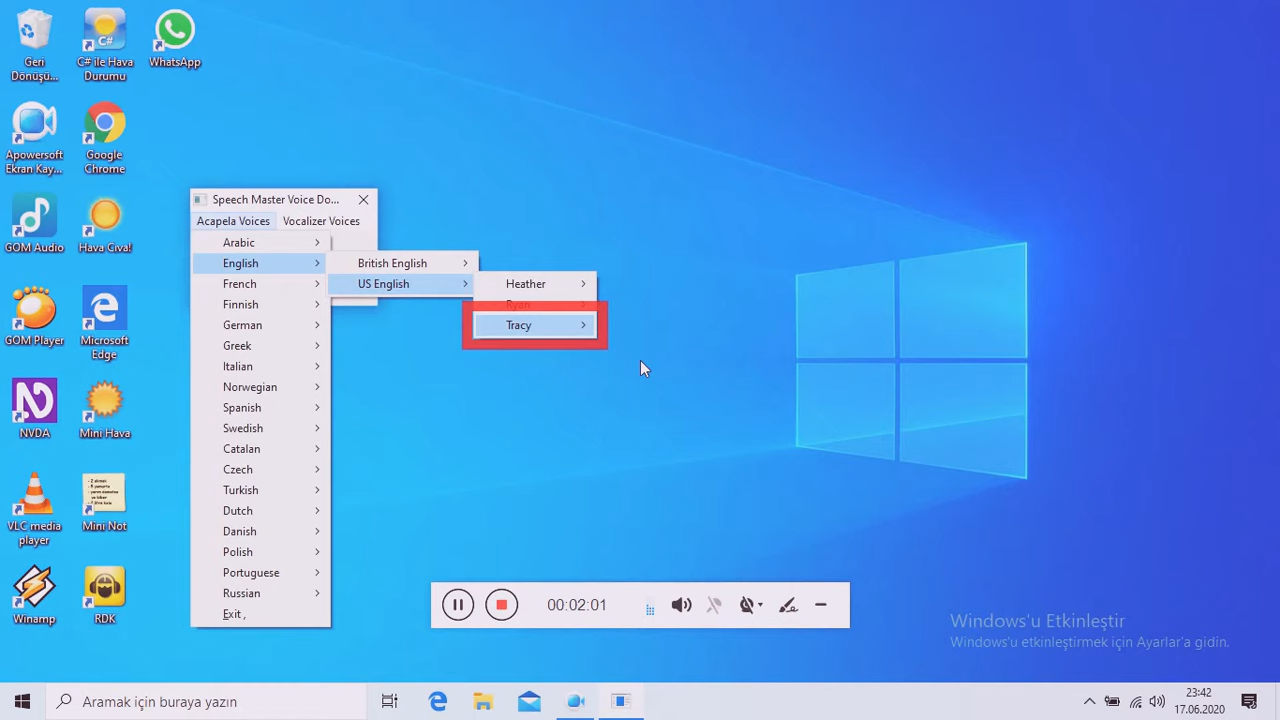 Geri
Dönüşü...
C# ile Hava
Durumu
WhatsApp
Apowersoft
Ekran Kay...
Google
Chrome
GOM Audio
Hava Cıva!
GOM Player
Microsoft
Edge
NVDA
Mini Hava
VLC media
player
Mini Not
Winamp
RDK
Speech Master Voice Do...
Acapela Voices
Vocalizer Voices
Arabic
English
French
Finnish
German
Greek
Italian
Norwegian
Spanish
Swedish
Catalan
Czech
Turkish
Dutch
Danish
Polish
Portuguese
Russian
Exit ,
British English
US English
Heather
Ryan
Tracy
00:02:01
Windows'u Etkinleştir
Windows'u etkinleştirmek için Ayarlar'a gidin.
Aramak için buraya yazın
23:42
17.06.2020